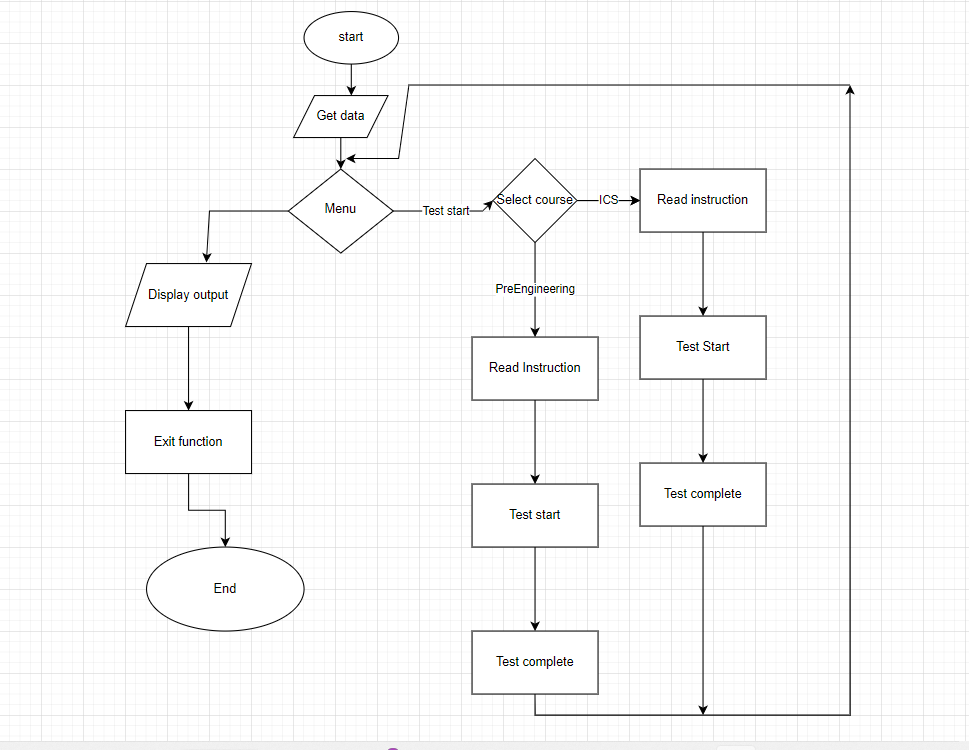 start
Get data
Menu
Test start
Select course
ICS
Read instruction
PreEngineering
Display output
Test Start
Read Instruction
Exit function
Test complete
Test start
End
Test complete